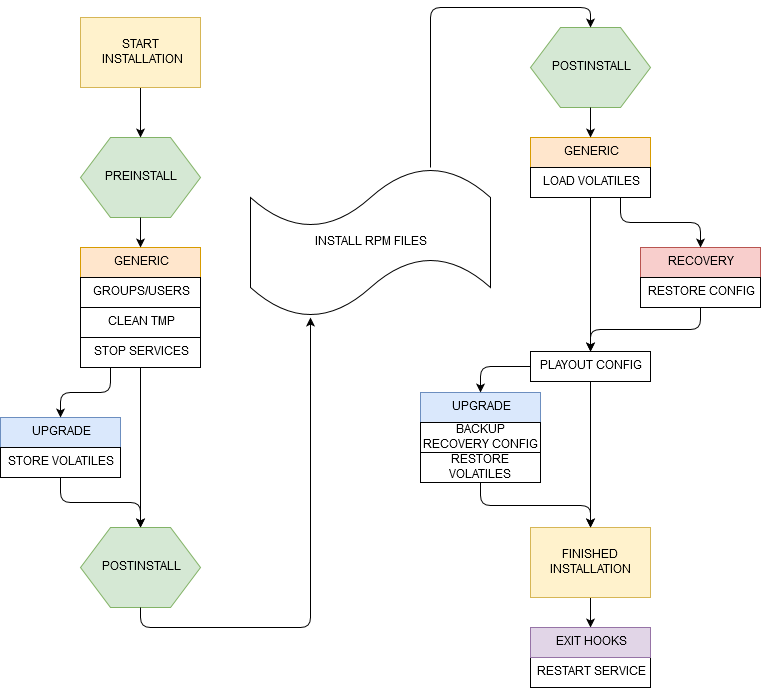 START
INSTALLATION
PREINSTALL
GENERIC
GROUPS/USERS
CLEAN TMP
STOP SERVICES
UPGRADE
STORE VOLATILES
POSTINSTALL
INSTALL RPM FILES
POSTINSTALL
GENERIC
LOAD VOLATILES
RECOVERY
RESTORE CONFIG
PLAYOUT CONFIG
UPGRADE
BACKUP
RECOVERY CONFIG
RESTORE
VOLATILES
FINISHED
INSTALLATION
EXIT HOOKS
RESTART SERVICE